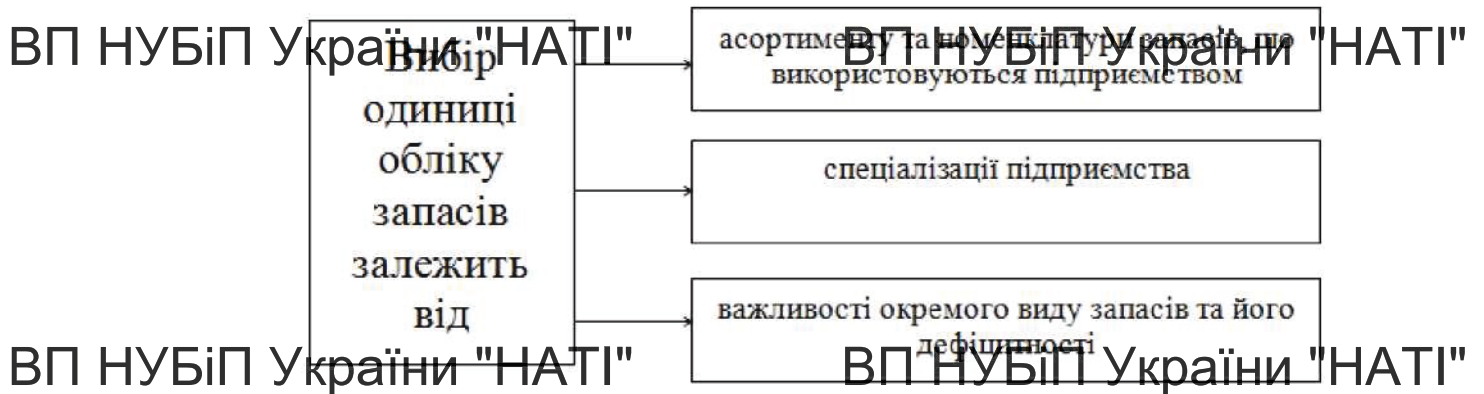 ВП НУБіП України "НАТІ"
ВП НУБіП України "НАТІ"
Вибір
одиниці
обліку
запасів
залежить
від
асортименту та номенклатури запасів, що
використовуються підприємством
спеціалізації підприємства
важливості окремого виду запасів та його
дефіцитності
ВП НУБіП України "НАТІ"
ВП НУБіП України "НАТІ"